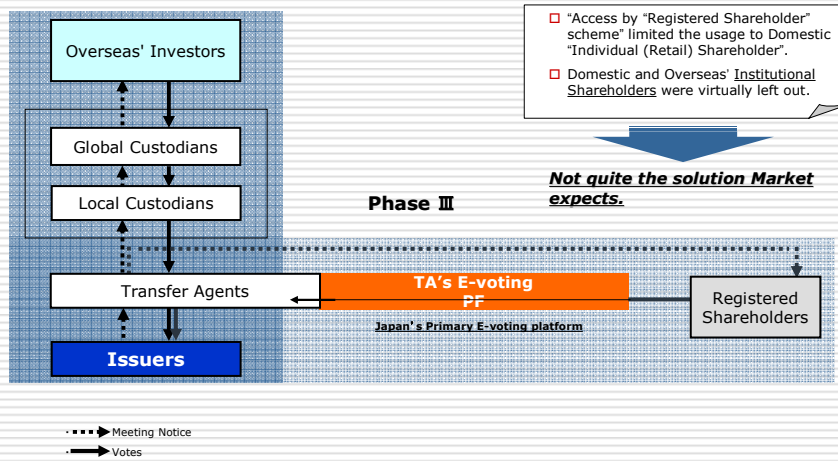 Overseas' Investors
Global Custodians
Local Custodians
Transfer Agents
Issuers
□ “Access by “Registered Shareholder”
scheme” limited the usage to Domestic
“Individual (Retail) Shareholder”.
□ Domestic and Overseas’ Institutional
Shareholders were virtually left out.
Not quite the solution Market
expects.
Phase Ⅲ
TA’s E-voting
PF
Japan’s Primary E-voting platform
Registered
Shareholders
Meeting Notice
Votes